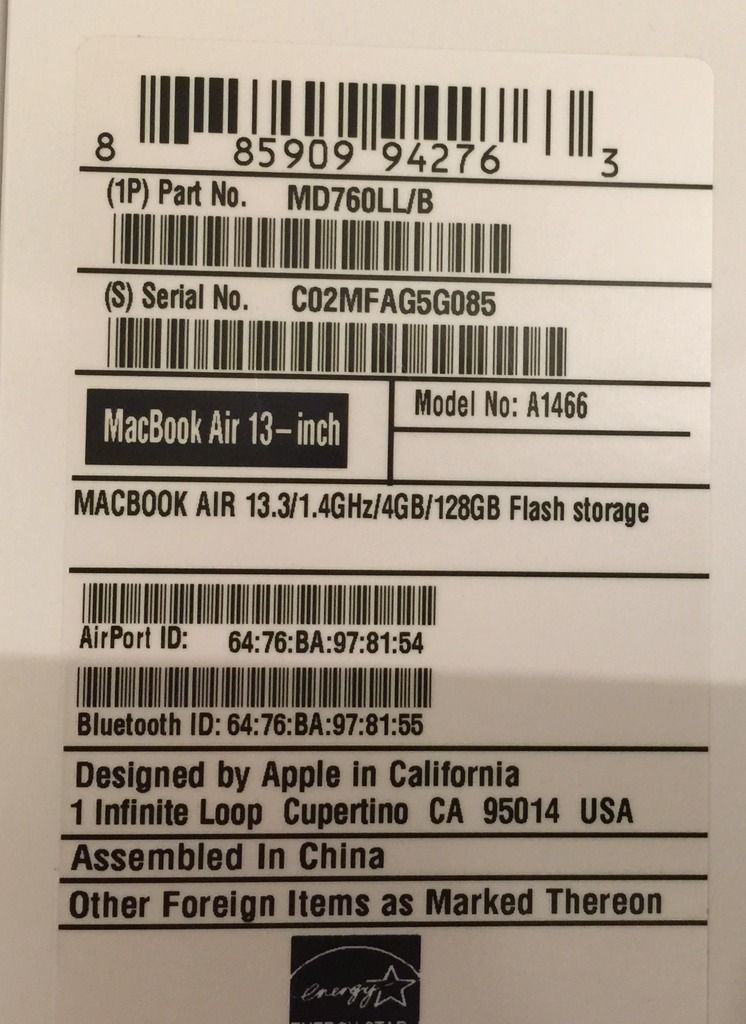 8 85909 94276 3
(1P) Part No. MD760LL/B
(S) Serial No. C02MFAG5G085
MacBook Air 13-inch
Model No: A1466
MACBOOK AIR 13.3/1.4GHz/4GB/128GB Flash storage
AirPort ID: 64:76:BA:97:81:54
Bluetooth ID: 64:76:BA:97:81:55
Designed by Apple in California
1 Infinite Loop Cupertino CA 95014 USA
Assembled In China
Other Foreign Items as Marked Thereon
energy
ENERGY STAR